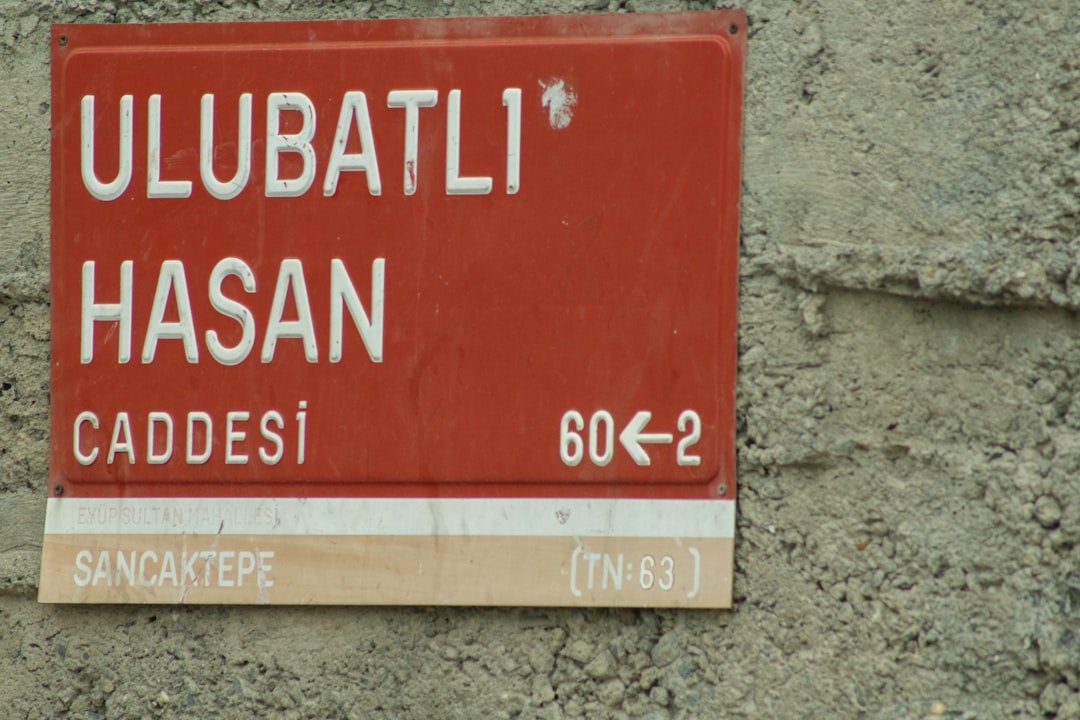 ULUBATLI
HASAN
CADDESİ 60←2
EYÜP SULTAN MAHALLESİ
SANCAKTEPE (TN: 63 )